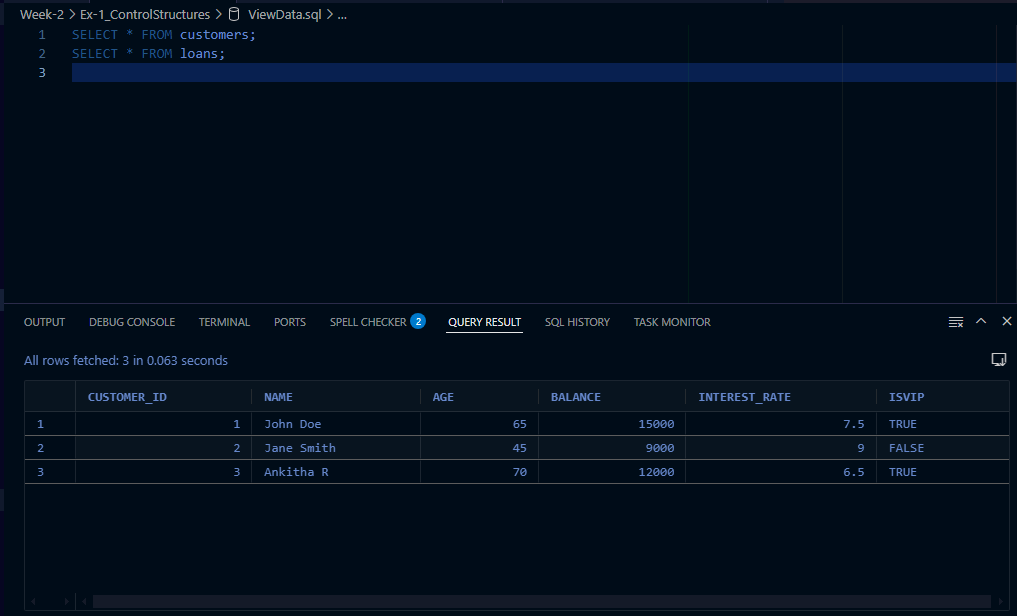 Week-2 > Ex-1_ControlStructures > ViewData.sql > ...
1 SELECT * FROM customers;
2 SELECT * FROM loans;
3
OUTPUT DEBUG CONSOLE TERMINAL PORTS SPELL CHECKER 2 QUERY RESULT SQL HISTORY TASK MONITOR
All rows fetched: 3 in 0.063 seconds
CUSTOMER_ID NAME AGE BALANCE INTEREST_RATE ISVIP
1 1 John Doe 65 15000 7.5 TRUE
2 2 Jane Smith 45 9000 9 FALSE
3 3 Ankitha R 70 12000 6.5 TRUE